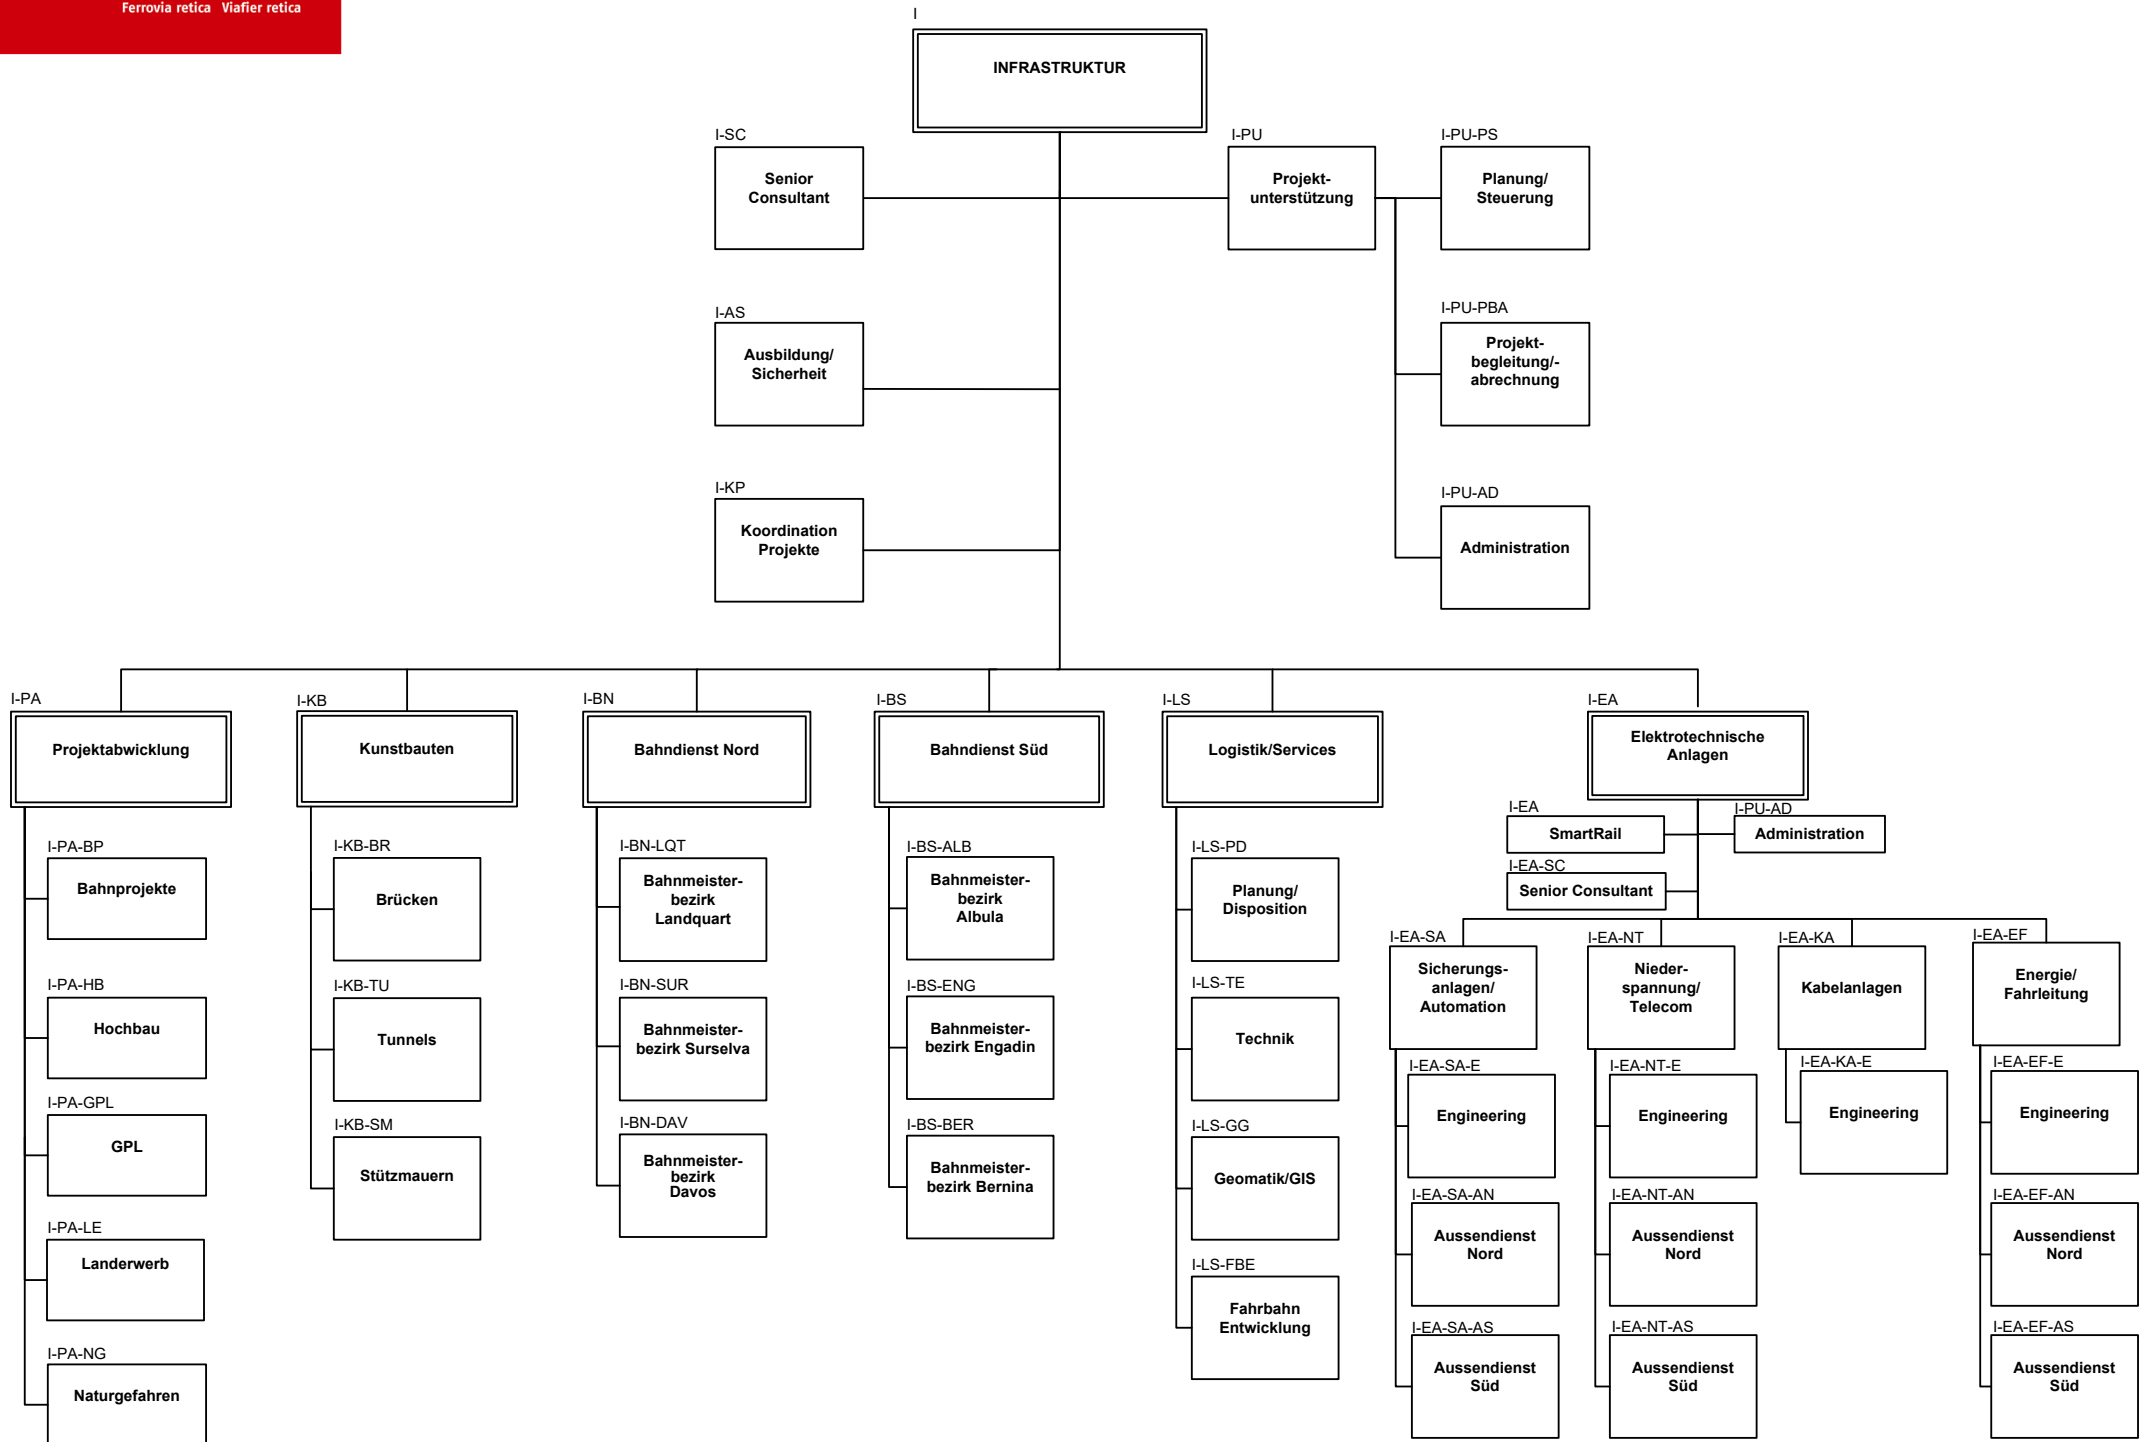 Ferrovia retica Viafier retica
I
INFRASTRUKTUR
I-SC
Senior
Consultant
I-PU
Projekt-
unterstützung
I-PU-PS
Planung/
Steuerung
I-AS
Ausbildung/
Sicherheit
I-PU-PBA
Projekt-
begleitung/-
abrechnung
I-KP
Koordination
Projekte
I-PU-AD
Administration
I-PA
Projektabwicklung
I-PA-BP
Bahnprojekte
I-PA-HB
Hochbau
I-PA-GPL
GPL
I-PA-LE
Landerwerb
I-PA-NG
Naturgefahren
I-KB
Kunstbauten
I-KB-BR
Brücken
I-KB-TU
Tunnels
I-KB-SM
Stützmauern
I-BN
Bahndienst Nord
I-BN-LQT
Bahnmeister-
bezirk
Landquart
I-BN-SUR
Bahnmeister-
bezirk Surselva
I-BN-DAV
Bahnmeister-
bezirk
Davos
I-BS
Bahndienst Süd
I-BS-ALB
Bahnmeister-
bezirk
Albula
I-BS-ENG
Bahnmeister-
bezirk Engadin
I-BS-BER
Bahnmeister-
bezirk Bernina
I-LS
Logistik/Services
I-LS-PD
Planung/
Disposition
I-LS-TE
Technik
I-LS-GG
Geomatik/GIS
I-LS-FBE
Fahrbahn
Entwicklung
I-EA
Elektrotechnische
Anlagen
I-EA
SmartRail
I-PU-AD
Administration
I-EA-SC
Senior Consultant
I-EA-SA
Sicherungs-
anlagen/
Automation
I-EA-SA-E
Engineering
I-EA-SA-AN
Aussendienst
Nord
I-EA-SA-AS
Aussendienst
Süd
I-EA-NT
Nieder-
spannung/
Telecom
I-EA-NT-E
Engineering
I-EA-NT-AN
Aussendienst
Nord
I-EA-NT-AS
Aussendienst
Süd
I-EA-KA
Kabelanlagen
I-EA-KA-E
Engineering
I-EA-EF
Energie/
Fahrleitung
I-EA-EF-E
Engineering
I-EA-EF-AN
Aussendienst
Nord
I-EA-EF-AS
Aussendienst
Süd